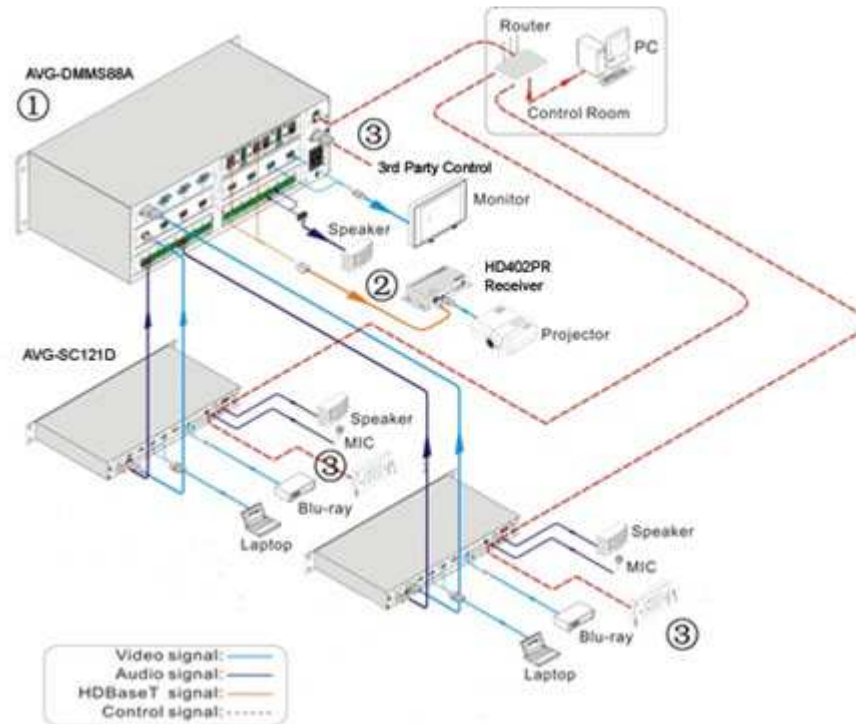 Router
PC
Control Room
AVG-DMMS88A
①
③
3rd Party Control
Monitor
Speaker
②
HD402PR
Receiver
Projector
AVG-SC121D
Speaker
MIC
③
Blu-ray
Laptop
Speaker
MIC
Blu-ray
③
Laptop
Video signal:
Audio signal:
HDBaseT signal:
Control signal: